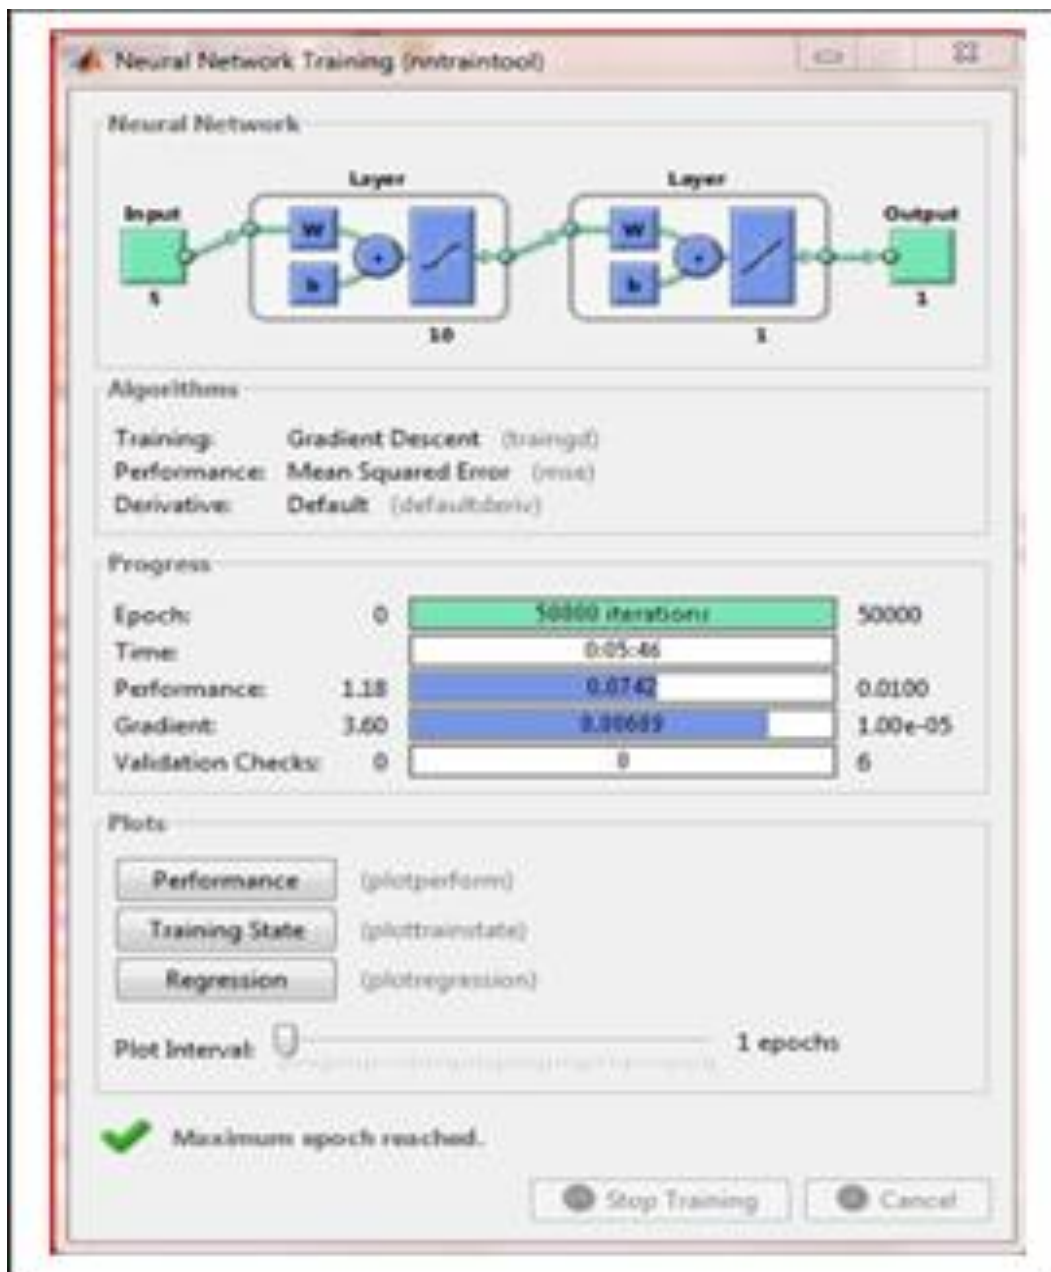 Neural Network Training (nntraintool)
Neural Network
Layer Layer
Input Output
W W
b b
+ +
5 1
10 1
Algorithms
Training: Gradient Descent (traingd)
Performance: Mean Squared Error (mse)
Derivative: Default (defaultderiv)
Progress
Epoch: 0 50000 iterations 50000
Time: 0:05:46
Performance: 1.18 0.0742 0.0100
Gradient: 3.60 1.00e-05
Validation Checks: 0 0 6
Plots
Performance (plotperform)
Training State (plottrainstate)
Regression (plotregression)
Plot Interval: 1 epochs
Maximum epoch reached.
Stop Training Cancel